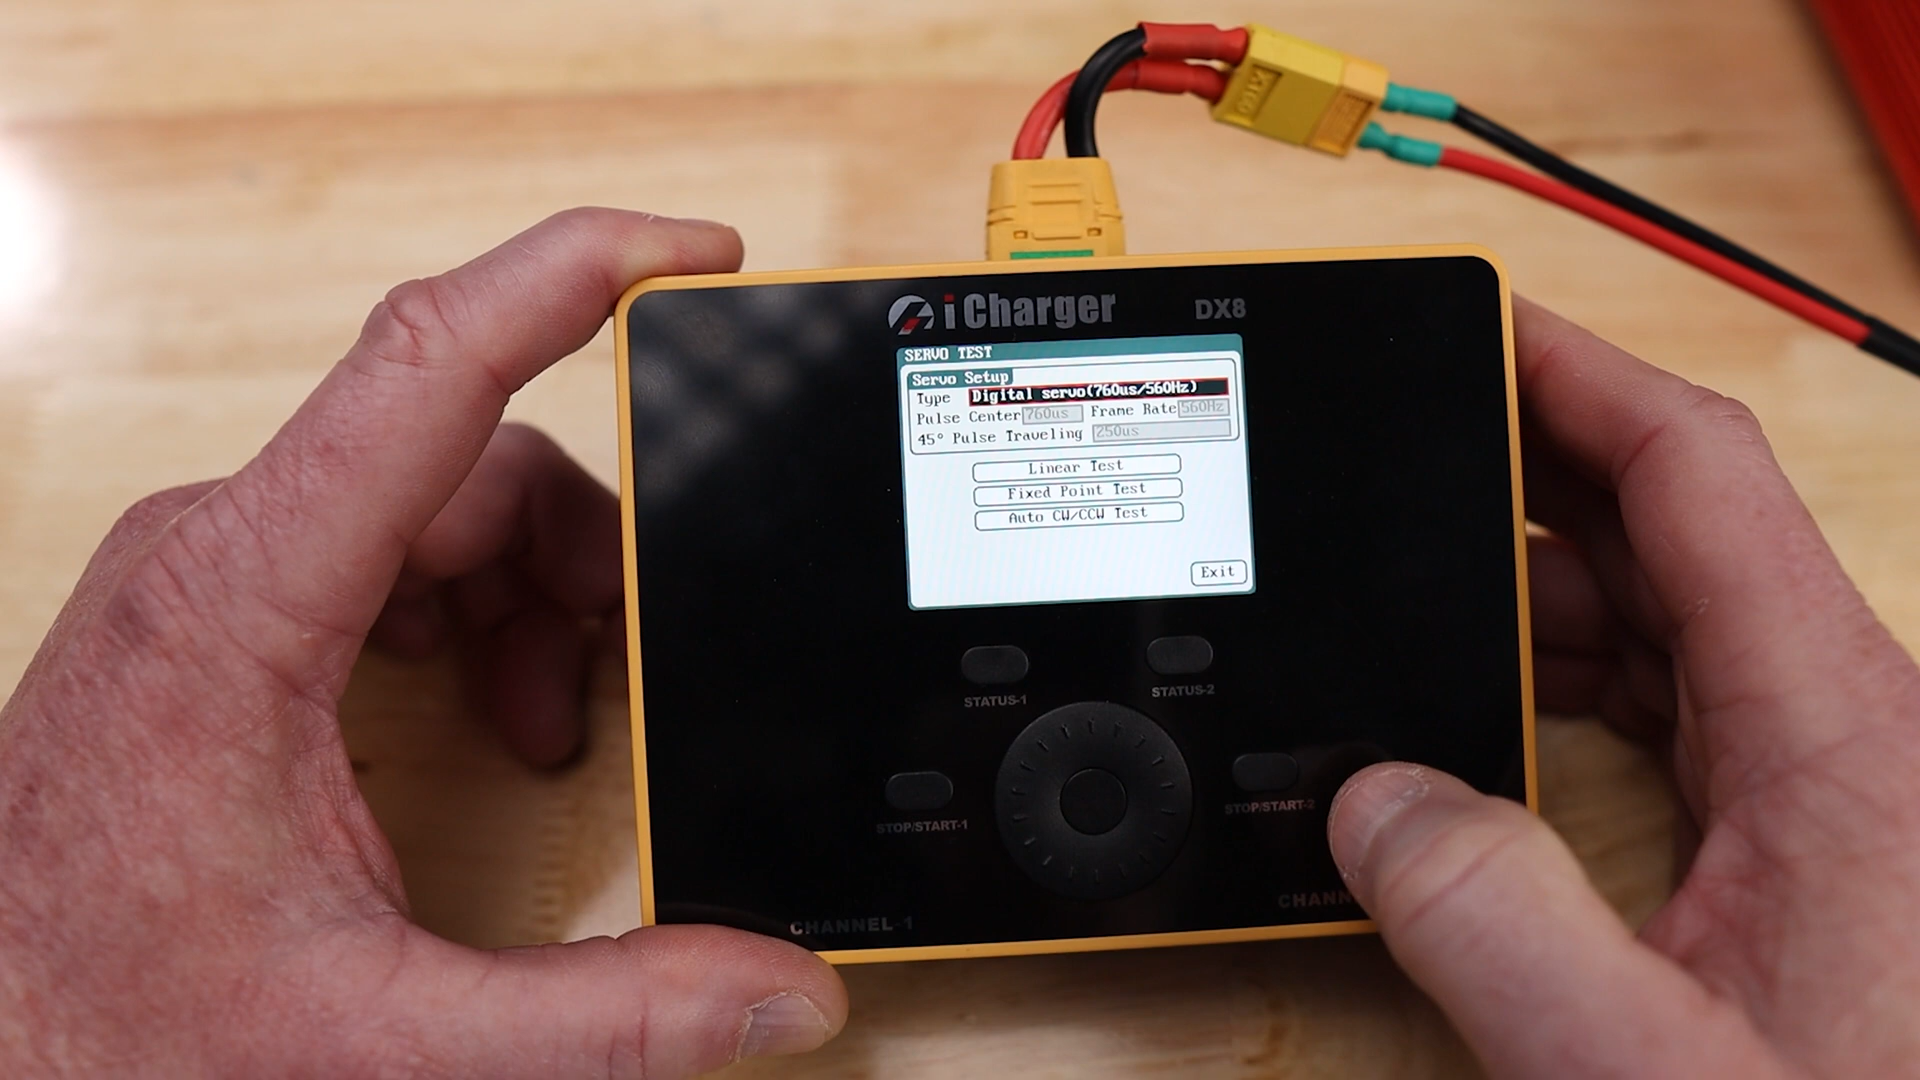 XT60
iCharger DX8
SERVO TEST
Servo Setup
Type Digital servo(760us/560Hz)
Pulse Center 760us Frame Rate 560Hz
45° Pulse Traveling 250us
Linear Test
Fixed Point Test
Auto CW/CCW Test
Exit
STATUS-1 STATUS-2
STOP/START-1 STOP/START-2
CHANNEL-1 CHANN